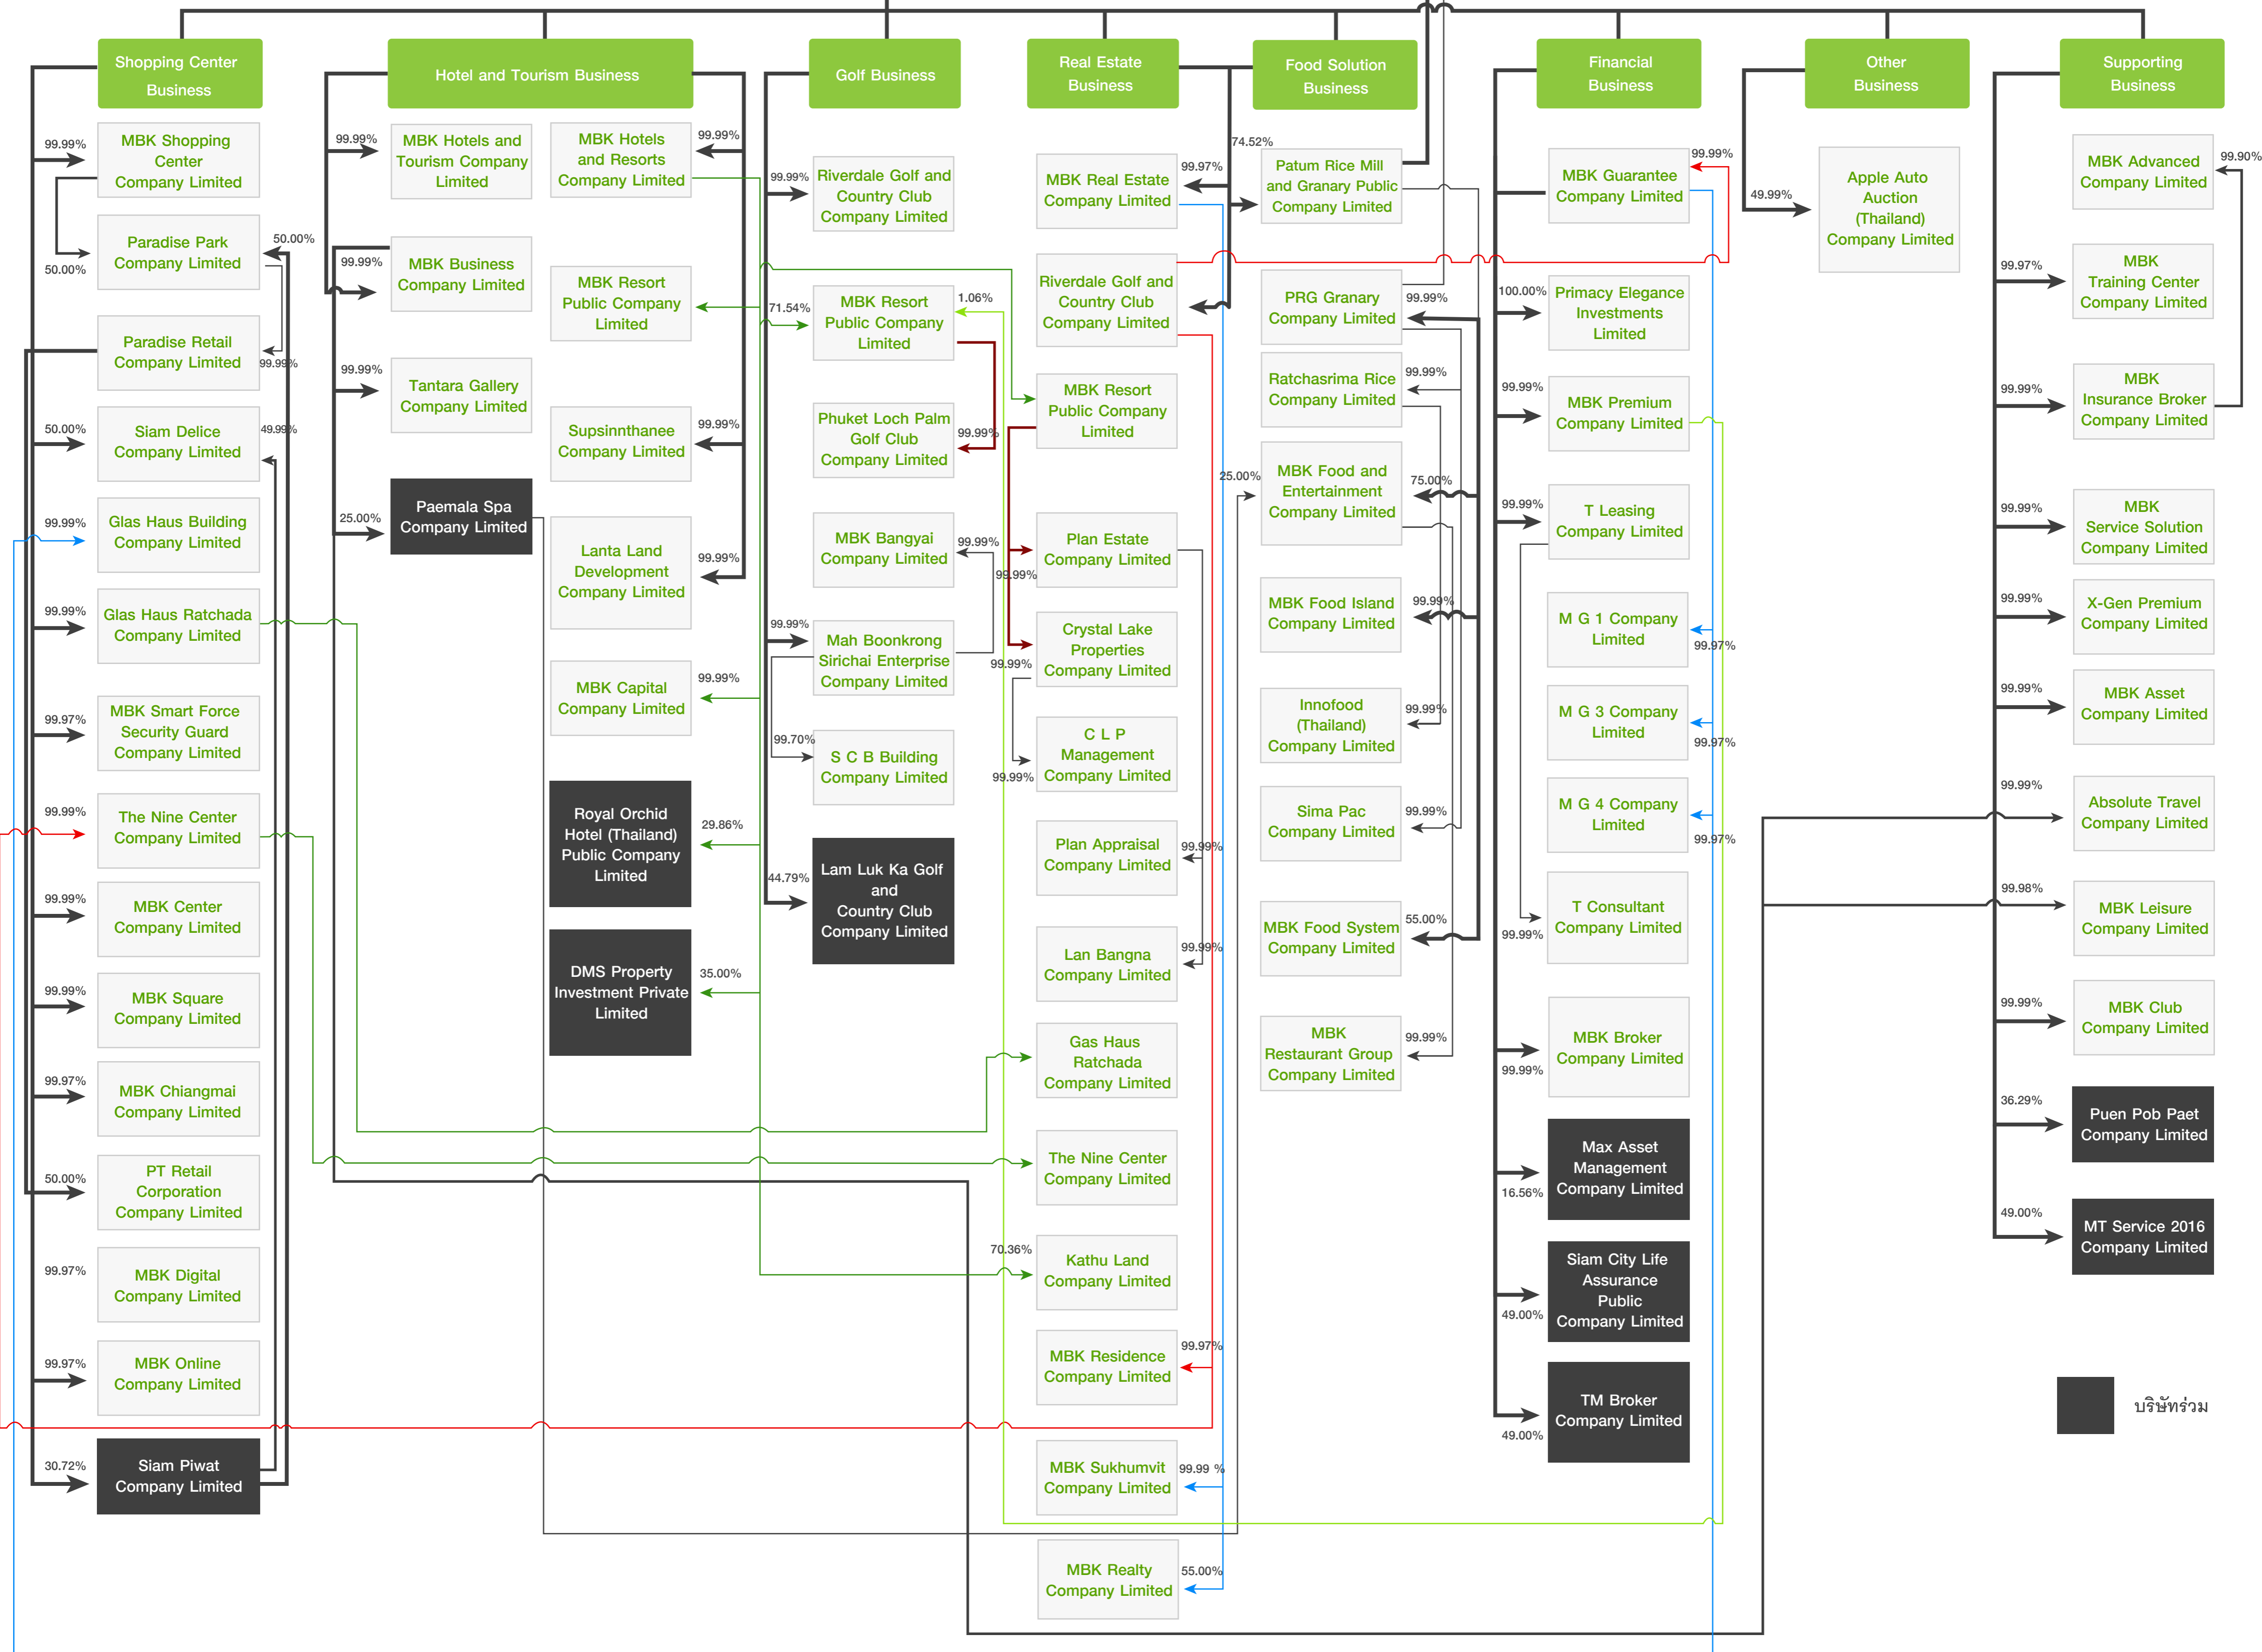 Shopping Center
Business
99.99%
MBK Shopping
Center
Company Limited
Paradise Park
Company Limited
50.00%
50.00%
Paradise Retail
Company Limited
99.99%
50.00%
Siam Delice
Company Limited
49.99%
99.99%
Glas Haus Building
Company Limited
99.99%
Glas Haus Ratchada
Company Limited
99.97%
MBK Smart Force
Security Guard
Company Limited
99.99%
The Nine Center
Company Limited
99.99%
MBK Center
Company Limited
99.99%
MBK Square
Company Limited
99.97%
MBK Chiangmai
Company Limited
50.00%
PT Retail
Corporation
Company Limited
99.97%
MBK Digital
Company Limited
99.97%
MBK Online
Company Limited
30.72%
Siam Piwat
Company Limited
Hotel and Tourism Business
99.99%
MBK Hotels and
Tourism Company
Limited
99.99%
MBK Business
Company Limited
99.99%
Tantara Gallery
Company Limited
25.00%
Paemala Spa
Company Limited
MBK Hotels
and Resorts
Company Limited
99.99%
MBK Resort
Public Company
Limited
Supsinnthanee
Company Limited
99.99%
Lanta Land
Development
Company Limited
99.99%
MBK Capital
Company Limited
99.99%
Royal Orchid
Hotel (Thailand)
Public Company
Limited
29.86%
DMS Property
Investment Private
Limited
35.00%
Golf Business
99.99%
Riverdale Golf and
Country Club
Company Limited
71.54%
MBK Resort
Public Company
Limited
1.06%
Phuket Loch Palm
Golf Club
Company Limited
99.99%
MBK Bangyai
Company Limited
99.99%
99.99%
Mah Boonkrong
Sirichai Enterprise
Company Limited
99.70%
S C B Building
Company Limited
44.79%
Lam Luk Ka Golf
and
Country Club
Company Limited
Real Estate
Business
MBK Real Estate
Company Limited
99.97%
Riverdale Golf and
Country Club
Company Limited
MBK Resort
Public Company
Limited
Plan Estate
Company Limited
99.99%
Crystal Lake
Properties
Company Limited
99.99%
C L P
Management
Company Limited
99.99%
Plan Appraisal
Company Limited
99.99%
Lan Bangna
Company Limited
99.99%
Gas Haus
Ratchada
Company Limited
The Nine Center
Company Limited
70.36%
Kathu Land
Company Limited
MBK Residence
Company Limited
99.97%
MBK Sukhumvit
Company Limited
99.99 %
MBK Realty
Company Limited
55.00%
Food Solution
Business
74.52%
Patum Rice Mill
and Granary Public
Company Limited
PRG Granary
Company Limited
99.99%
Ratchasrima Rice
Company Limited
99.99%
25.00%
MBK Food and
Entertainment
Company Limited
75.00%
MBK Food Island
Company Limited
99.99%
Innofood
(Thailand)
Company Limited
99.99%
Sima Pac
Company Limited
99.99%
MBK Food System
Company Limited
55.00%
MBK
Restaurant Group
Company Limited
99.99%
Financial
Business
MBK Guarantee
Company Limited
99.99%
100.00%
Primacy Elegance
Investments
Limited
99.99%
MBK Premium
Company Limited
99.99%
T Leasing
Company Limited
M G 1 Company
Limited
99.97%
M G 3 Company
Limited
99.97%
M G 4 Company
Limited
99.97%
T Consultant
Company Limited
99.99%
MBK Broker
Company Limited
99.99%
Max Asset
Management
Company Limited
16.56%
Siam City Life
Assurance
Public
Company Limited
49.00%
TM Broker
Company Limited
49.00%
Other
Business
49.99%
Apple Auto
Auction
(Thailand)
Company Limited
Supporting
Business
MBK Advanced
Company Limited
99.90%
99.97%
MBK
Training Center
Company Limited
99.99%
MBK
Insurance Broker
Company Limited
99.99%
MBK
Service Solution
Company Limited
99.99%
X-Gen Premium
Company Limited
99.99%
MBK Asset
Company Limited
99.99%
Absolute Travel
Company Limited
99.98%
MBK Leisure
Company Limited
99.99%
MBK Club
Company Limited
36.29%
Puen Pob Paet
Company Limited
49.00%
MT Service 2016
Company Limited
บริษัทร่วม